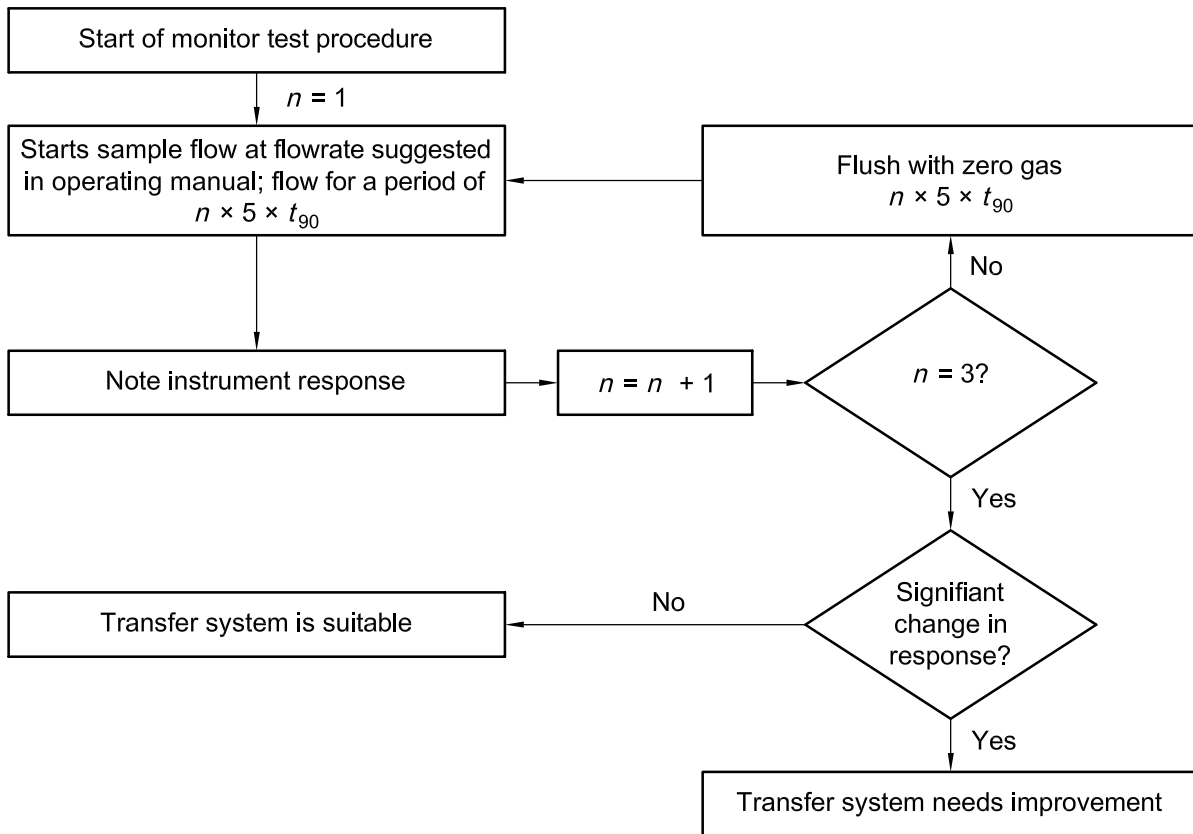 Start of monitor test procedure
n = 1
Starts sample flow at flowrate suggested
in operating manual; flow for a period of
n × 5 × t90
Flush with zero gas
n × 5 × t90
No
Note instrument response
n = n + 1
n = 3?
Yes
Transfer system is suitable
No
Signifiant
change in
response?
Yes
Transfer system needs improvement